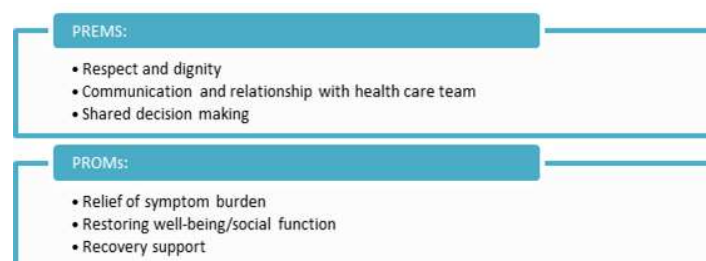 PREMS:
• Respect and dignity
• Communication and relationship with health care team
• Shared decision making
PROMs:
• Relief of symptom burden
• Restoring well-being/social function
• Recovery support